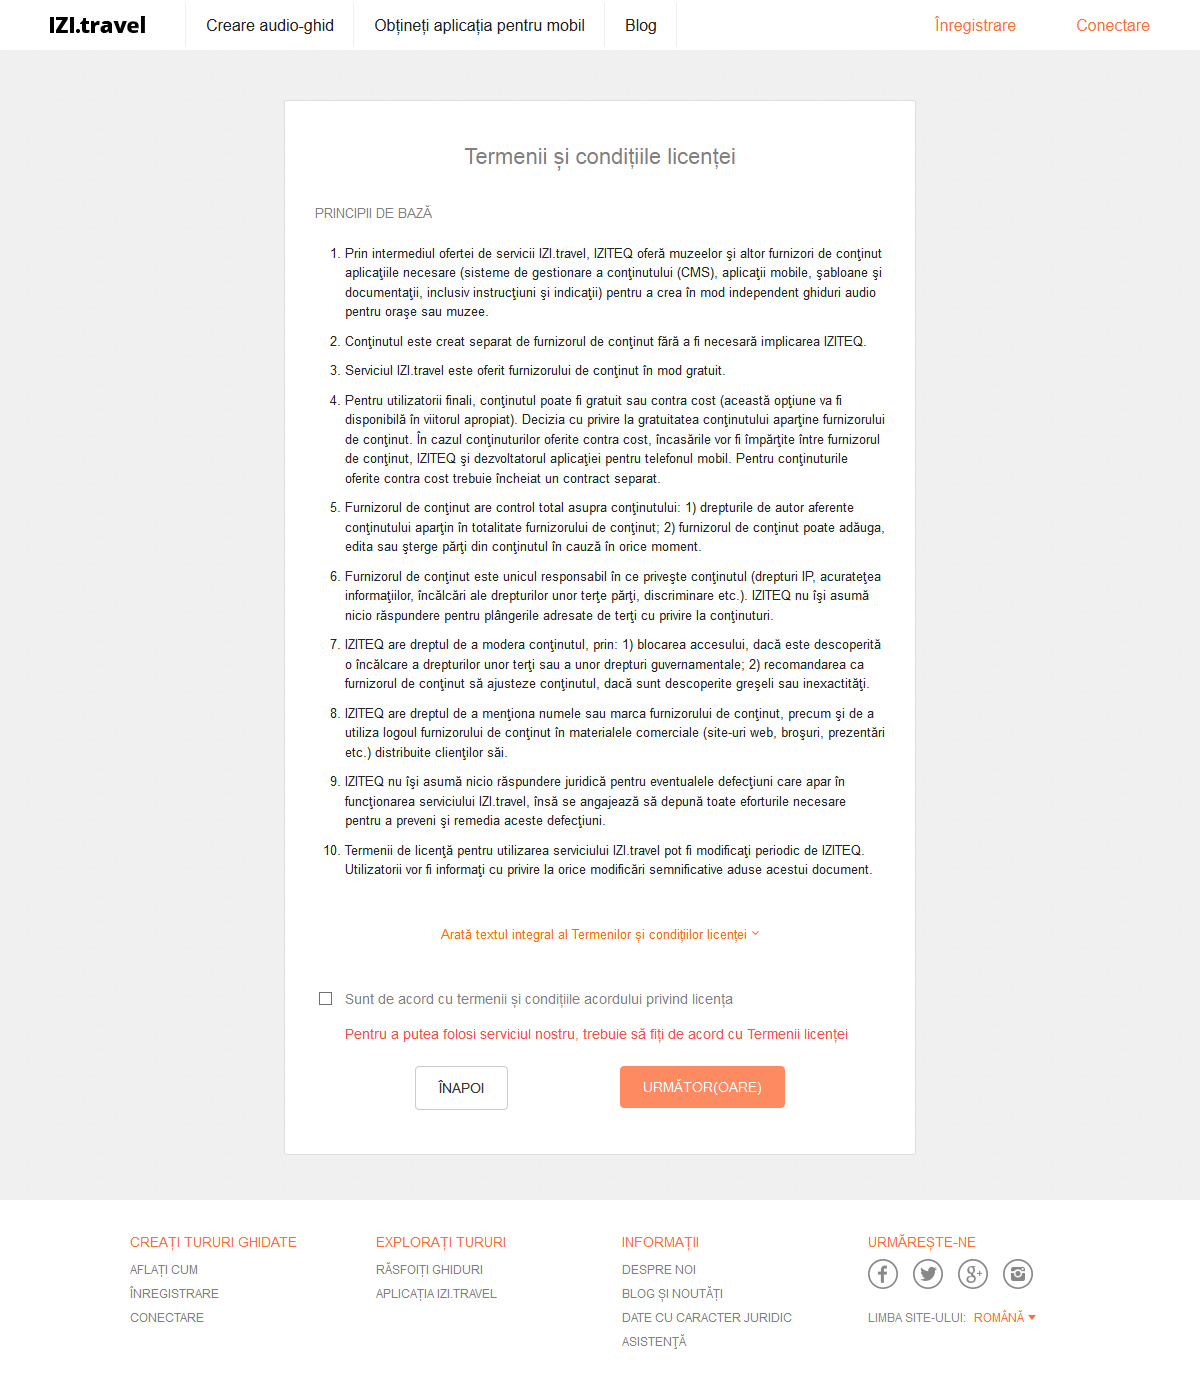 IZI.travel
Creare audio-ghid
Obțineți aplicația pentru mobil
Blog
Înregistrare
Conectare
Termenii și condițiile licenței
PRINCIPII DE BAZĂ
1. Prin intermediul ofertei de servicii IZI.travel, IZITEQ oferă muzeelor şi altor furnizori de conţinut
aplicaţiile necesare (sisteme de gestionare a conţinutului (CMS), aplicaţii mobile, şabloane şi
documentaţii, inclusiv instrucţiuni şi indicaţii) pentru a crea în mod independent ghiduri audio
pentru oraşe sau muzee.
2. Conţinutul este creat separat de furnizorul de conţinut fără a fi necesară implicarea IZITEQ.
3. Serviciul IZI.travel este oferit furnizorului de conţinut în mod gratuit.
4. Pentru utilizatorii finali, conţinutul poate fi gratuit sau contra cost (această opţiune va fi
disponibilă în viitorul apropiat). Decizia cu privire la gratuitatea conţinutului aparţine furnizorului
de conţinut. În cazul conţinuturilor oferite contra cost, încasările vor fi împărţite între furnizorul
de conţinut, IZITEQ şi dezvoltatorul aplicaţiei pentru telefonul mobil. Pentru conţinuturile
oferite contra cost trebuie încheiat un contract separat.
5. Furnizorul de conţinut are control total asupra conţinutului: 1) drepturile de autor aferente
conţinutului aparţin în totalitate furnizorului de conţinut; 2) furnizorul de conţinut poate adăuga,
edita sau şterge părţi din conţinutul în cauză în orice moment.
6. Furnizorul de conţinut este unicul responsabil în ce priveşte conţinutul (drepturi IP, acurateţea
informaţiilor, încălcări ale drepturilor unor terţe părţi, discriminare etc.). IZITEQ nu îşi asumă
nicio răspundere pentru plângerile adresate de terţi cu privire la conţinuturi.
7. IZITEQ are dreptul de a modera conţinutul, prin: 1) blocarea accesului, dacă este descoperită
o încălcare a drepturilor unor terţi sau a unor drepturi guvernamentale; 2) recomandarea ca
furnizorul de conţinut să ajusteze conţinutul, dacă sunt descoperite greşeli sau inexactităţi.
8. IZITEQ are dreptul de a menţiona numele sau marca furnizorului de conţinut, precum şi de a
utiliza logoul furnizorului de conţinut în materialele comerciale (site-uri web, broşuri, prezentări
etc.) distribuite clienţilor săi.
9. IZITEQ nu îşi asumă nicio răspundere juridică pentru eventualele defecţiuni care apar în
funcţionarea serviciului IZI.travel, însă se angajează să depună toate eforturile necesare
pentru a preveni şi remedia aceste defecţiuni.
10. Termenii de licenţă pentru utilizarea serviciului IZI.travel pot fi modificaţi periodic de IZITEQ.
Utilizatorii vor fi informaţi cu privire la orice modificări semnificative aduse acestui document.
Arată textul integral al Termenilor și condițiilor licenței
Sunt de acord cu termenii și condițiile acordului privind licența
Pentru a putea folosi serviciul nostru, trebuie să fiți de acord cu Termenii licenței
ÎNAPOI
URMĂTOR(OARE)
CREAȚI TURURI GHIDATE
AFLAȚI CUM
ÎNREGISTRARE
CONECTARE
EXPLORAȚI TURURI
RĂSFOIȚI GHIDURI
APLICAȚIA IZI.TRAVEL
INFORMAȚII
DESPRE NOI
BLOG ȘI NOUTĂȚI
DATE CU CARACTER JURIDIC
ASISTENŢĂ
URMĂREȘTE-NE
LIMBA SITE-ULUI: ROMÂNĂ